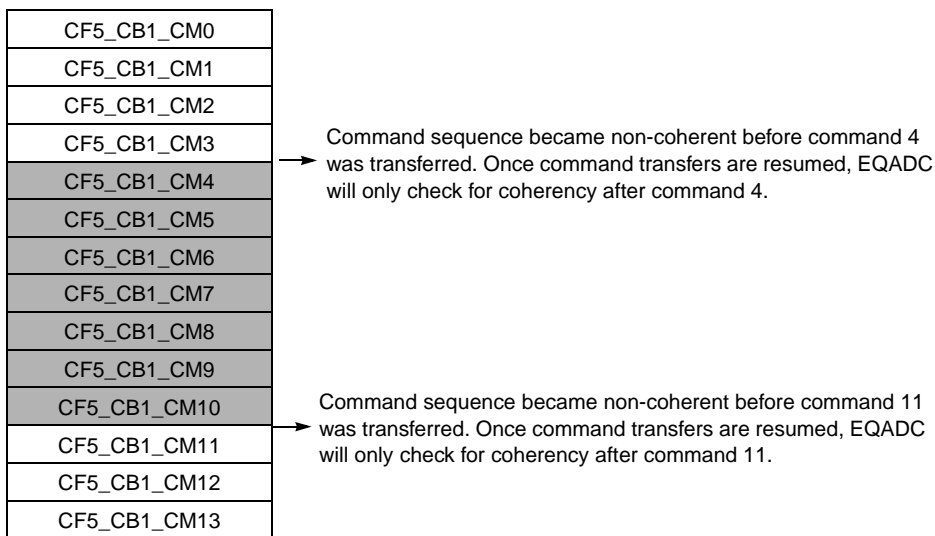 CF5_CB1_CM0
CF5_CB1_CM1
CF5_CB1_CM2
CF5_CB1_CM3
CF5_CB1_CM4
CF5_CB1_CM5
CF5_CB1_CM6
CF5_CB1_CM7
CF5_CB1_CM8
CF5_CB1_CM9
CF5_CB1_CM10
CF5_CB1_CM11
CF5_CB1_CM12
CF5_CB1_CM13
Command sequence became non-coherent before command 4
was transferred. Once command transfers are resumed, EQADC
will only check for coherency after command 4.
Command sequence became non-coherent before command 11
was transferred. Once command transfers are resumed, EQADC
will only check for coherency after command 11.